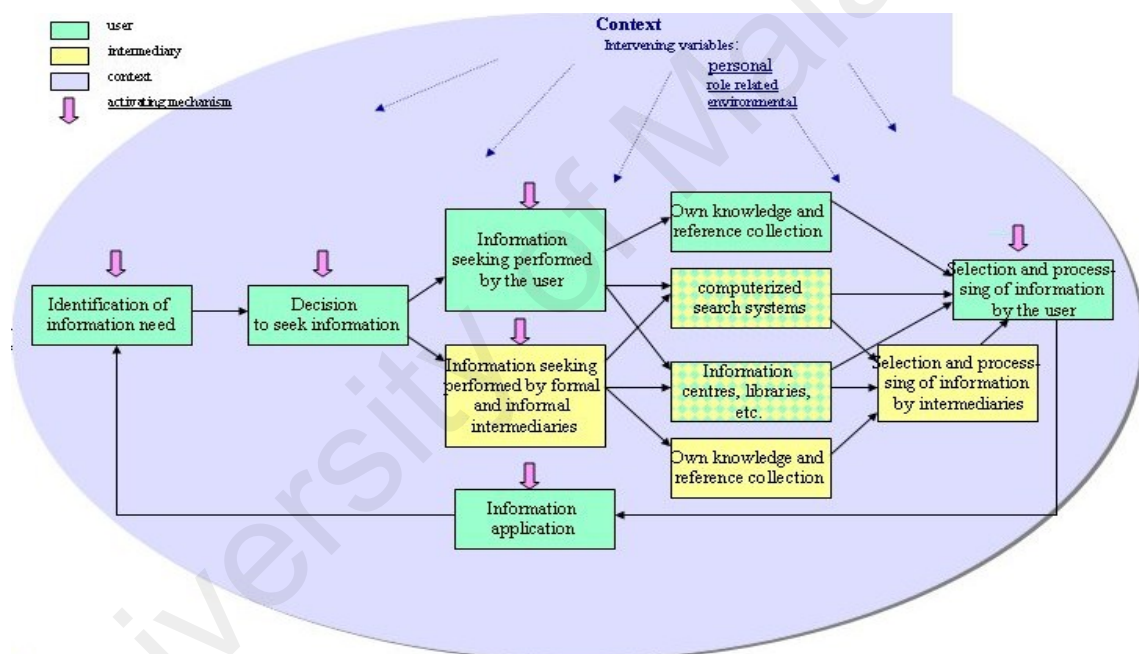 user
intermediary
context
activating mechanism
Context
Intervening variables:
personal
role related
environmental
Identification of
information need
Decision
to seek information
Information
seeking performed
by the user
Information seeking
performed by formal
and informal
intermediaries
Own knowledge and
reference collection
computerized
search systems
Information
centres, libraries,
etc.
Own knowledge and
reference collection
Selection and process-
sing of information
by the user
Selection and process-
sing of information
by intermediaries
Information
application
versity of Mala